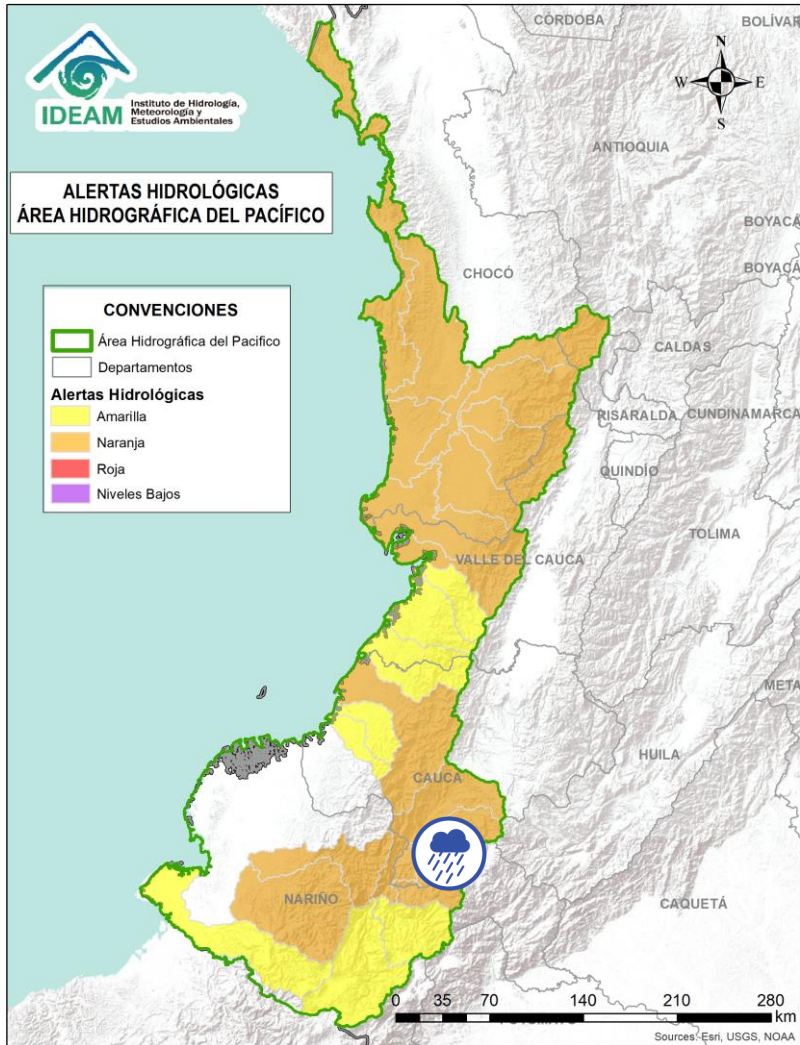 CÓRDOBA
BOLÍVAR
N
W
E
S
IDEAM
Instituto de Hidrología,
Meteorología y
Estudios Ambientales
ANTIOQUIA
ALERTAS HIDROLÓGICAS
ÁREA HIDROGRÁFICA DEL PACÍFICO
BOYACÁ
CHOCÓ
BOYACÁ
CONVENCIONES
Área Hidrográfica del Pacifico
Departamentos
Alertas Hidrológicas
Amarilla
Naranja
Roja
Niveles Bajos
CALDAS
RISARALDA
CUNDINAMARCA
QUINDÍO
TOLIMA
VALLE DEL CAUCA
META
HUILA
CAUCA
NARIÑO
CAQUETÁ
0 35 70 140 210 280
km
Sources: Esri, USGS, NOAA